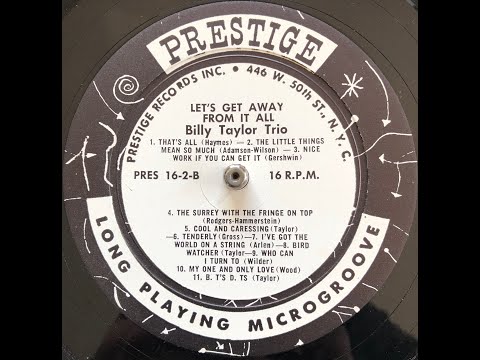 PRESTIGE
PRESTIGE RECORDS INC. • 446 W. 50th ST. N. Y. C.
LET'S GET AWAY
FROM IT ALL
Billy Taylor Trio
1. THAT'S ALL (Haymes) — 2. THE LITTLE THINGS
MEAN SO MUCH (Adamson-Wilson) — 3. NICE
WORK IF YOU CAN GET IT (Gershwin)
PRES 16-2-B 16 R.P.M.
4. THE SURREY WITH THE FRINGE ON TOP
(Rodgers-Hammerstein)
5. COOL AND CARESSING (Taylor)
—6. TENDERLY (Gross)— 7. I'VE GOT THE
WORLD ON A STRING (Arlen)— 8. BIRD
WATCHER (Taylor— 9. WHO CAN
I TURN TO (Wilder)
10. MY ONE AND ONLY LOVE (Wood)
11. B. T'S D. TS (Taylor)
LONG PLAYING MICROGROOVE